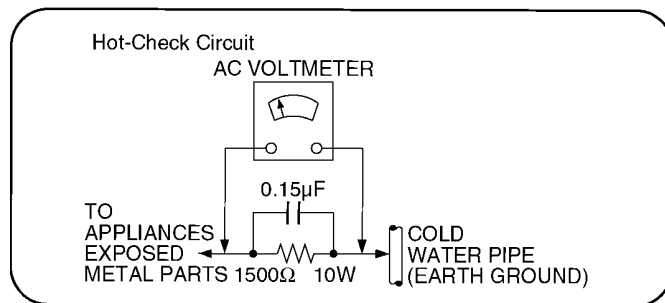 Hot-Check Circuit
AC VOLTMETER
0.15µF
TO
APPLIANCES
EXPOSED
METAL PARTS
1500Ω
10W
COLD
WATER PIPE
(EARTH GROUND)